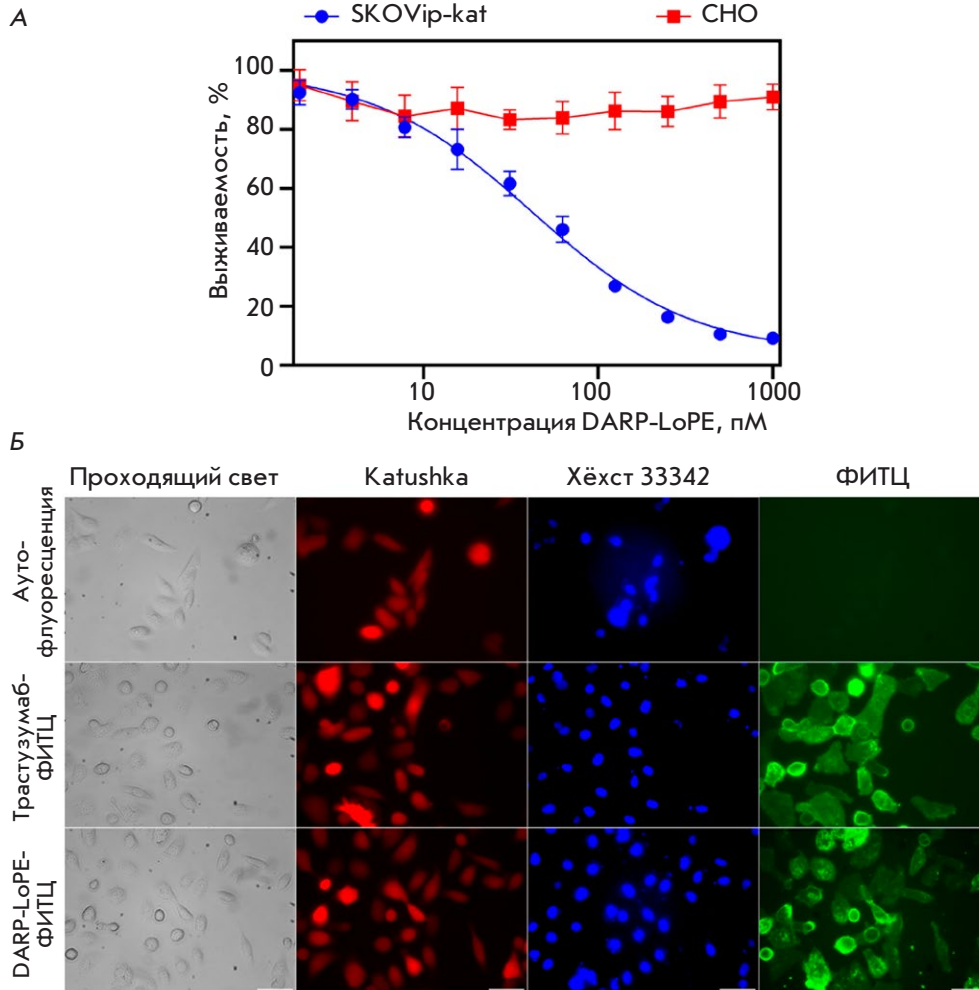 А
SKOVip-kat
CHO
Выживаемость, %
100
80
60
40
20
0
10
100
1000
Концентрация DARP-LoPE, пМ
Б
Проходящий свет
Katushka
Хёхст 33342
ФИТЦ
Ауто-
флуоресценция
Трастузумаб-
ФИТЦ
DARP-LoPE-
ФИТЦ